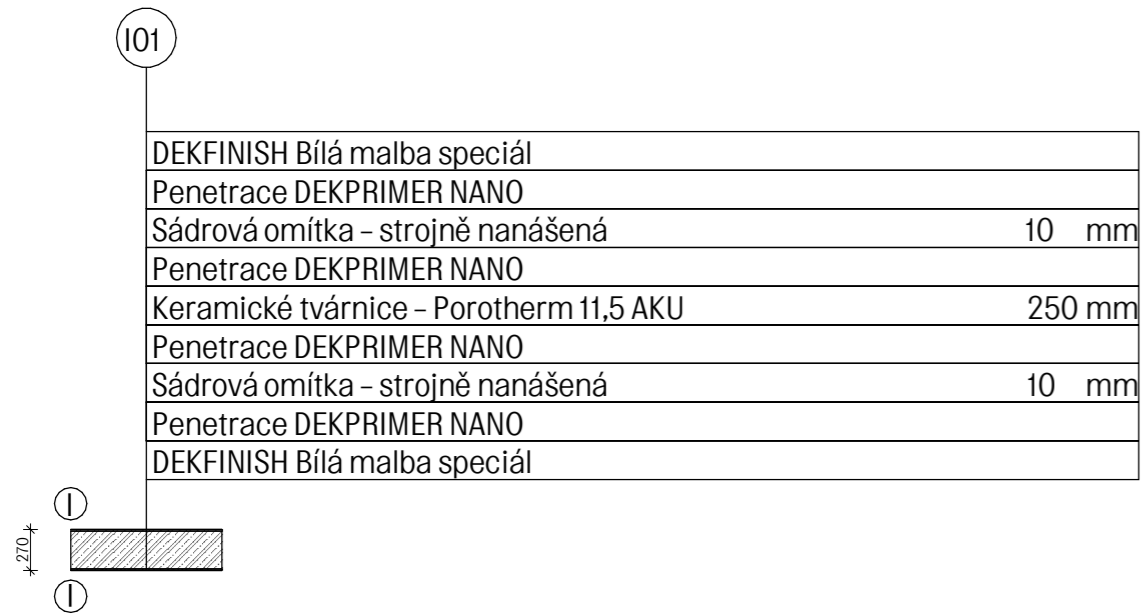 I01
DEKFINISH Bílá malba speciál
Penetrace DEKPRIMER NANO
Sádrová omítka – strojně nanášená 10 mm
Penetrace DEKPRIMER NANO
Keramické tvárnice – Porotherm 11,5 AKU 250 mm
Penetrace DEKPRIMER NANO
Sádrová omítka – strojně nanášená 10 mm
Penetrace DEKPRIMER NANO
DEKFINISH Bílá malba speciál
I
270
I